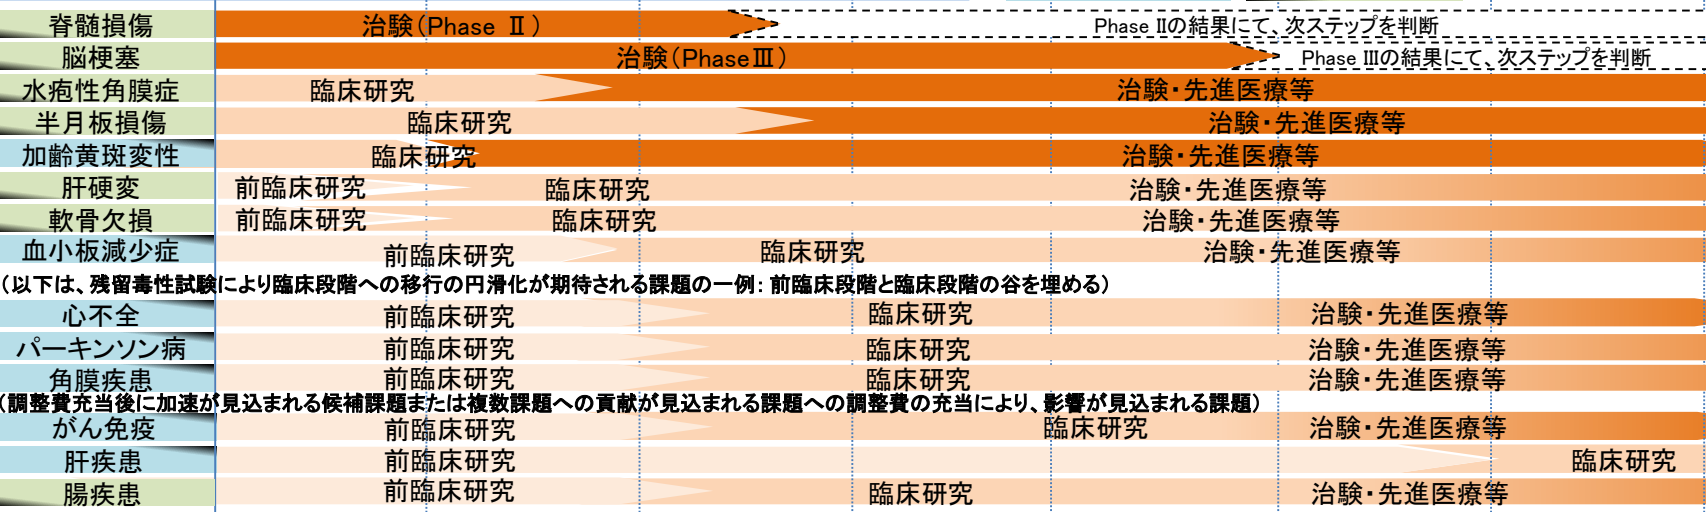 脊髄損傷 治験(Phase Ⅱ) Phase Ⅱの結果にて、次ステップを判断
脳梗塞 治験(PhaseⅢ) Phase Ⅲの結果にて、次ステップを判断
水疱性角膜症 臨床研究 治験・先進医療等
半月板損傷 臨床研究 治験・先進医療等
加齢黄斑変性 臨床研究 治験・先進医療等
肝硬変 前臨床研究 臨床研究 治験・先進医療等
軟骨欠損 前臨床研究 臨床研究 治験・先進医療等
血小板減少症 前臨床研究 臨床研究 治験・先進医療等
(以下は、残留毒性試験により臨床段階への移行の円滑化が期待される課題の一例:前臨床段階と臨床段階の谷を埋める)
心不全 前臨床研究 臨床研究 治験・先進医療等
パーキンソン病 前臨床研究 臨床研究 治験・先進医療等
角膜疾患 前臨床研究 臨床研究 治験・先進医療等
(調整費充当後に加速が見込まれる候補課題または複数課題への貢献が見込まれる課題への調整費の充当により、影響が見込まれる課題)
がん免疫 前臨床研究 臨床研究 治験・先進医療等
肝疾患 前臨床研究 臨床研究
腸疾患 前臨床研究 臨床研究 治験・先進医療等